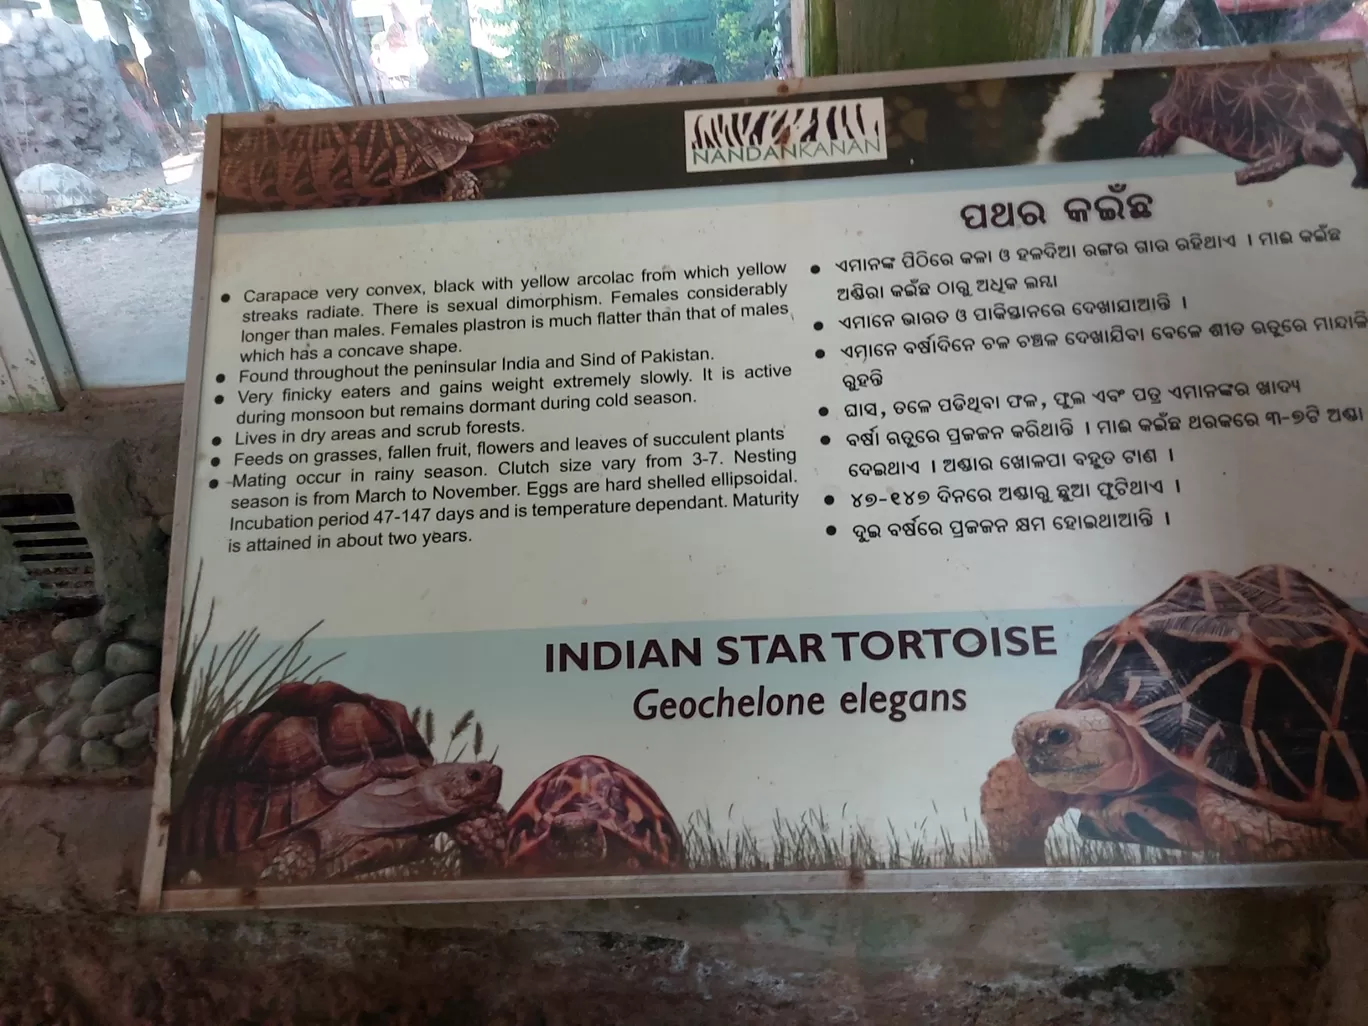 NANDANKANAN
● Carapace very convex, black with yellow arcolac from which yellow
streaks radiate. There is sexual dimorphism. Females considerably
longer than males. Females plastron is much flatter than that of males,
which has a concave shape.
● Found throughout the peninsular India and Sind of Pakistan.
● Very finicky eaters and gains weight extremely slowly. It is active
during monsoon but remains dormant during cold season.
● Lives in dry areas and scrub forests.
● Feeds on grasses, fallen fruit, flowers and leaves of succulent plants
● Mating occur in rainy season. Clutch size vary from 3-7. Nesting
season is from March to November. Eggs are hard shelled ellipsoidal.
Incubation period 47-147 days and is temperature dependant. Maturity
is attained in about two years.
ପଥର କଇଁଛ
● ଏମାନଙ୍କ ପିଠିରେ କଳା ଓ ହଳଦିଆ ରଙ୍ଗର ଗାର ରହିଥାଏ । ମାଈ କଇଁଛ
ଅଣ୍ଡିରା କଇଁଛ ଠାରୁ ଅଧିକ ଲମ୍ବା
● ଏମାନେ ଭାରତ ଓ ପାକିସ୍ତାନରେ ଦେଖାଯାଆନ୍ତି ।
● ଏମାନେ ବର୍ଷାଦିନେ ଚଳ ଚଞ୍ଚଳ ଦେଖାଯିବା ବେଳେ ଶୀତ ଋତୁରେ
ରୁହନ୍ତି
● ଘାସ, ତଳେ ପଡିଥିବା ଫଳ, ଫୁଲ ଏବଂ ପତ୍ର ଏମାନଙ୍କର ଖାଦ୍ୟ
● ବର୍ଷା ଋତୁରେ ପ୍ରଜଜନ କରିଥାନ୍ତି । ମାଈ କଇଁଛ ଥରକରେ ୩-୭ଟି ଅଣ୍ଡା
ଦେଇଥାଏ । ଅଣ୍ଡାର ଖୋଳପା ବହୁତ ଟାଣ ।
● ୪୭-୧୪୭ ଦିନରେ ଅଣ୍ଡାରୁ ଛୁଆ ଫୁଟିଥାଏ ।
● ଦୁଇ ବର୍ଷରେ ପ୍ରଜଜନ କ୍ଷମ ହୋଇଥାଆନ୍ତି ।
INDIAN STAR TORTOISE
Geochelone elegans